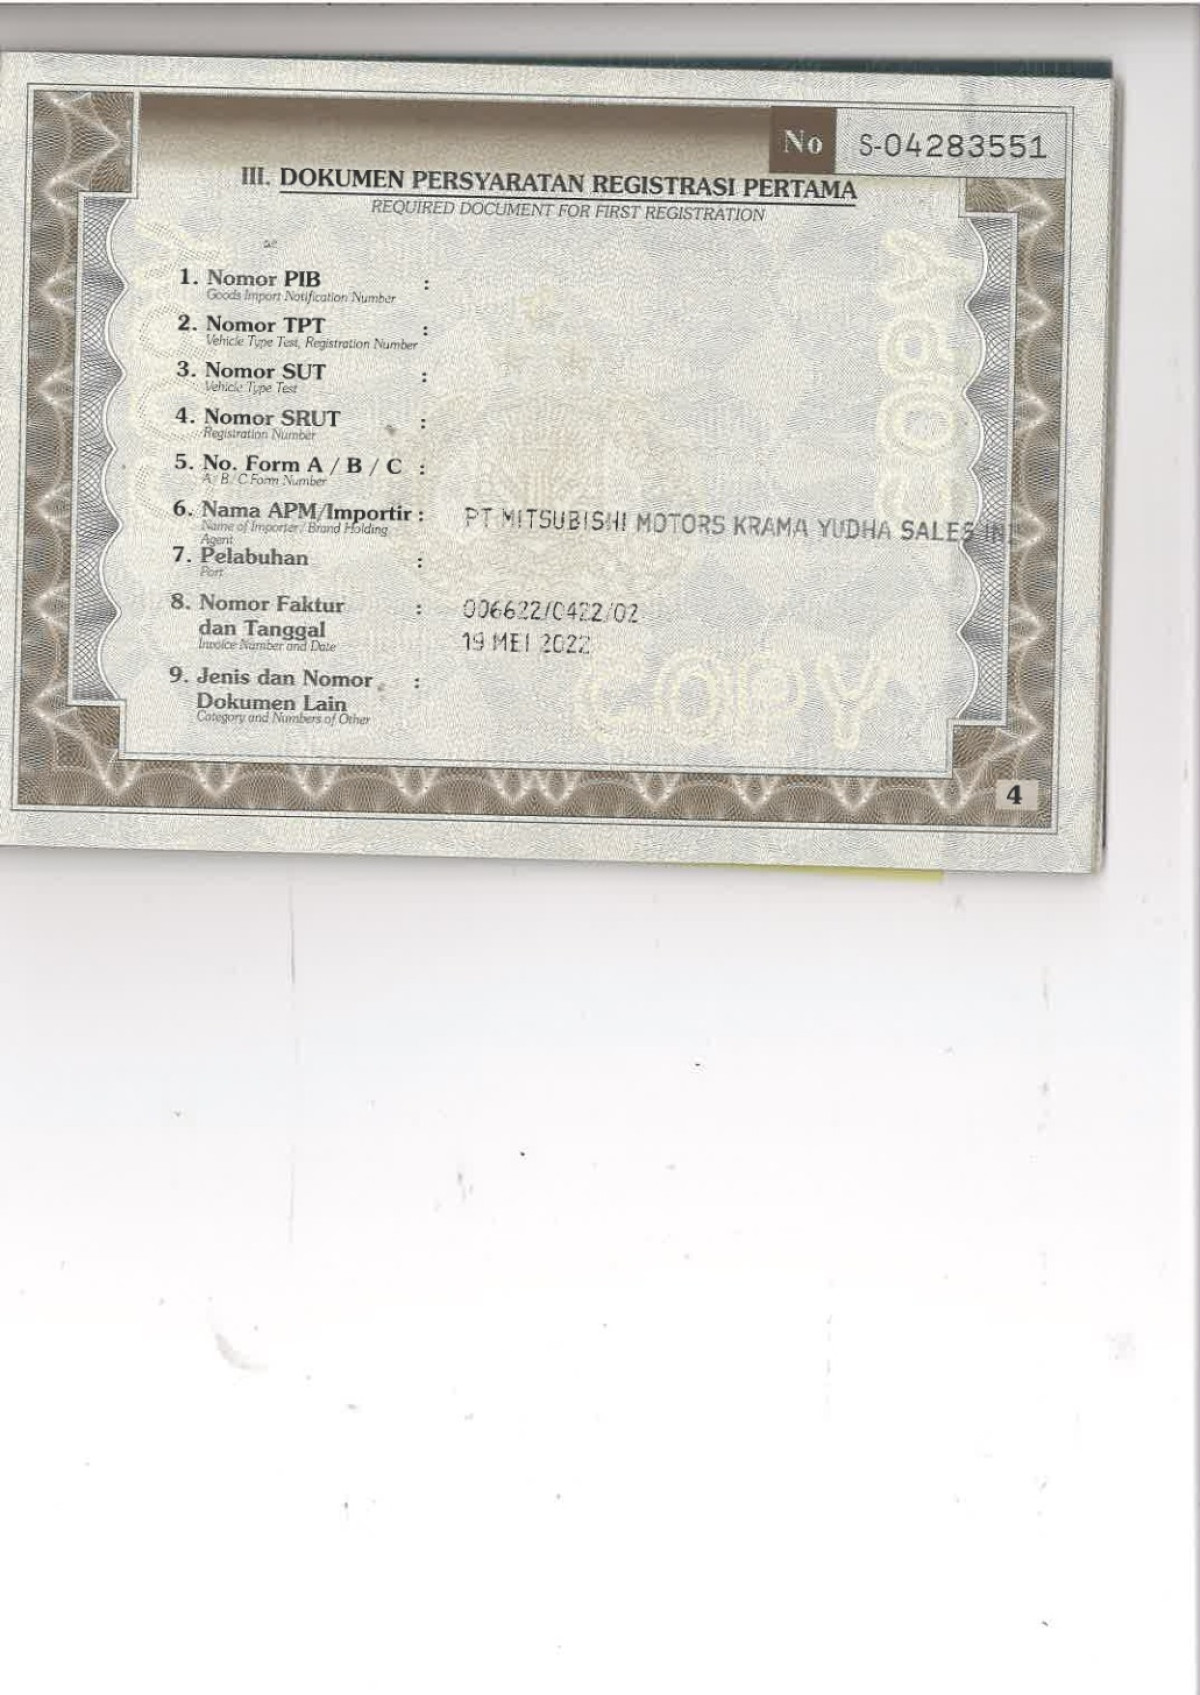 No S-04283551
III. DOKUMEN PERSYARATAN REGISTRASI PERTAMA
REQUIRED DOCUMENT FOR FIRST REGISTRATION
1. Nomor PIB :
Goods Import Notification Number
2. Nomor TPT :
Vehicle Type Test, Registration Number
3. Nomor SUT :
Vehicle Type Test
4. Nomor SRUT :
Registration Number
5. No. Form A / B / C :
A / B / C Form Number
6. Nama APM/Importir : PT MITSUBISHI MOTORS KRAMA YUDHA SALES IN
Name of Importer / Brand Holding
Agent
7. Pelabuhan :
Port
8. Nomor Faktur : 006622/0422/02
dan Tanggal 19 MEI 2022
Invoice Number and Date
9. Jenis dan Nomor :
Dokumen Lain
Category and Numbers of Other
COPY
COPY
4